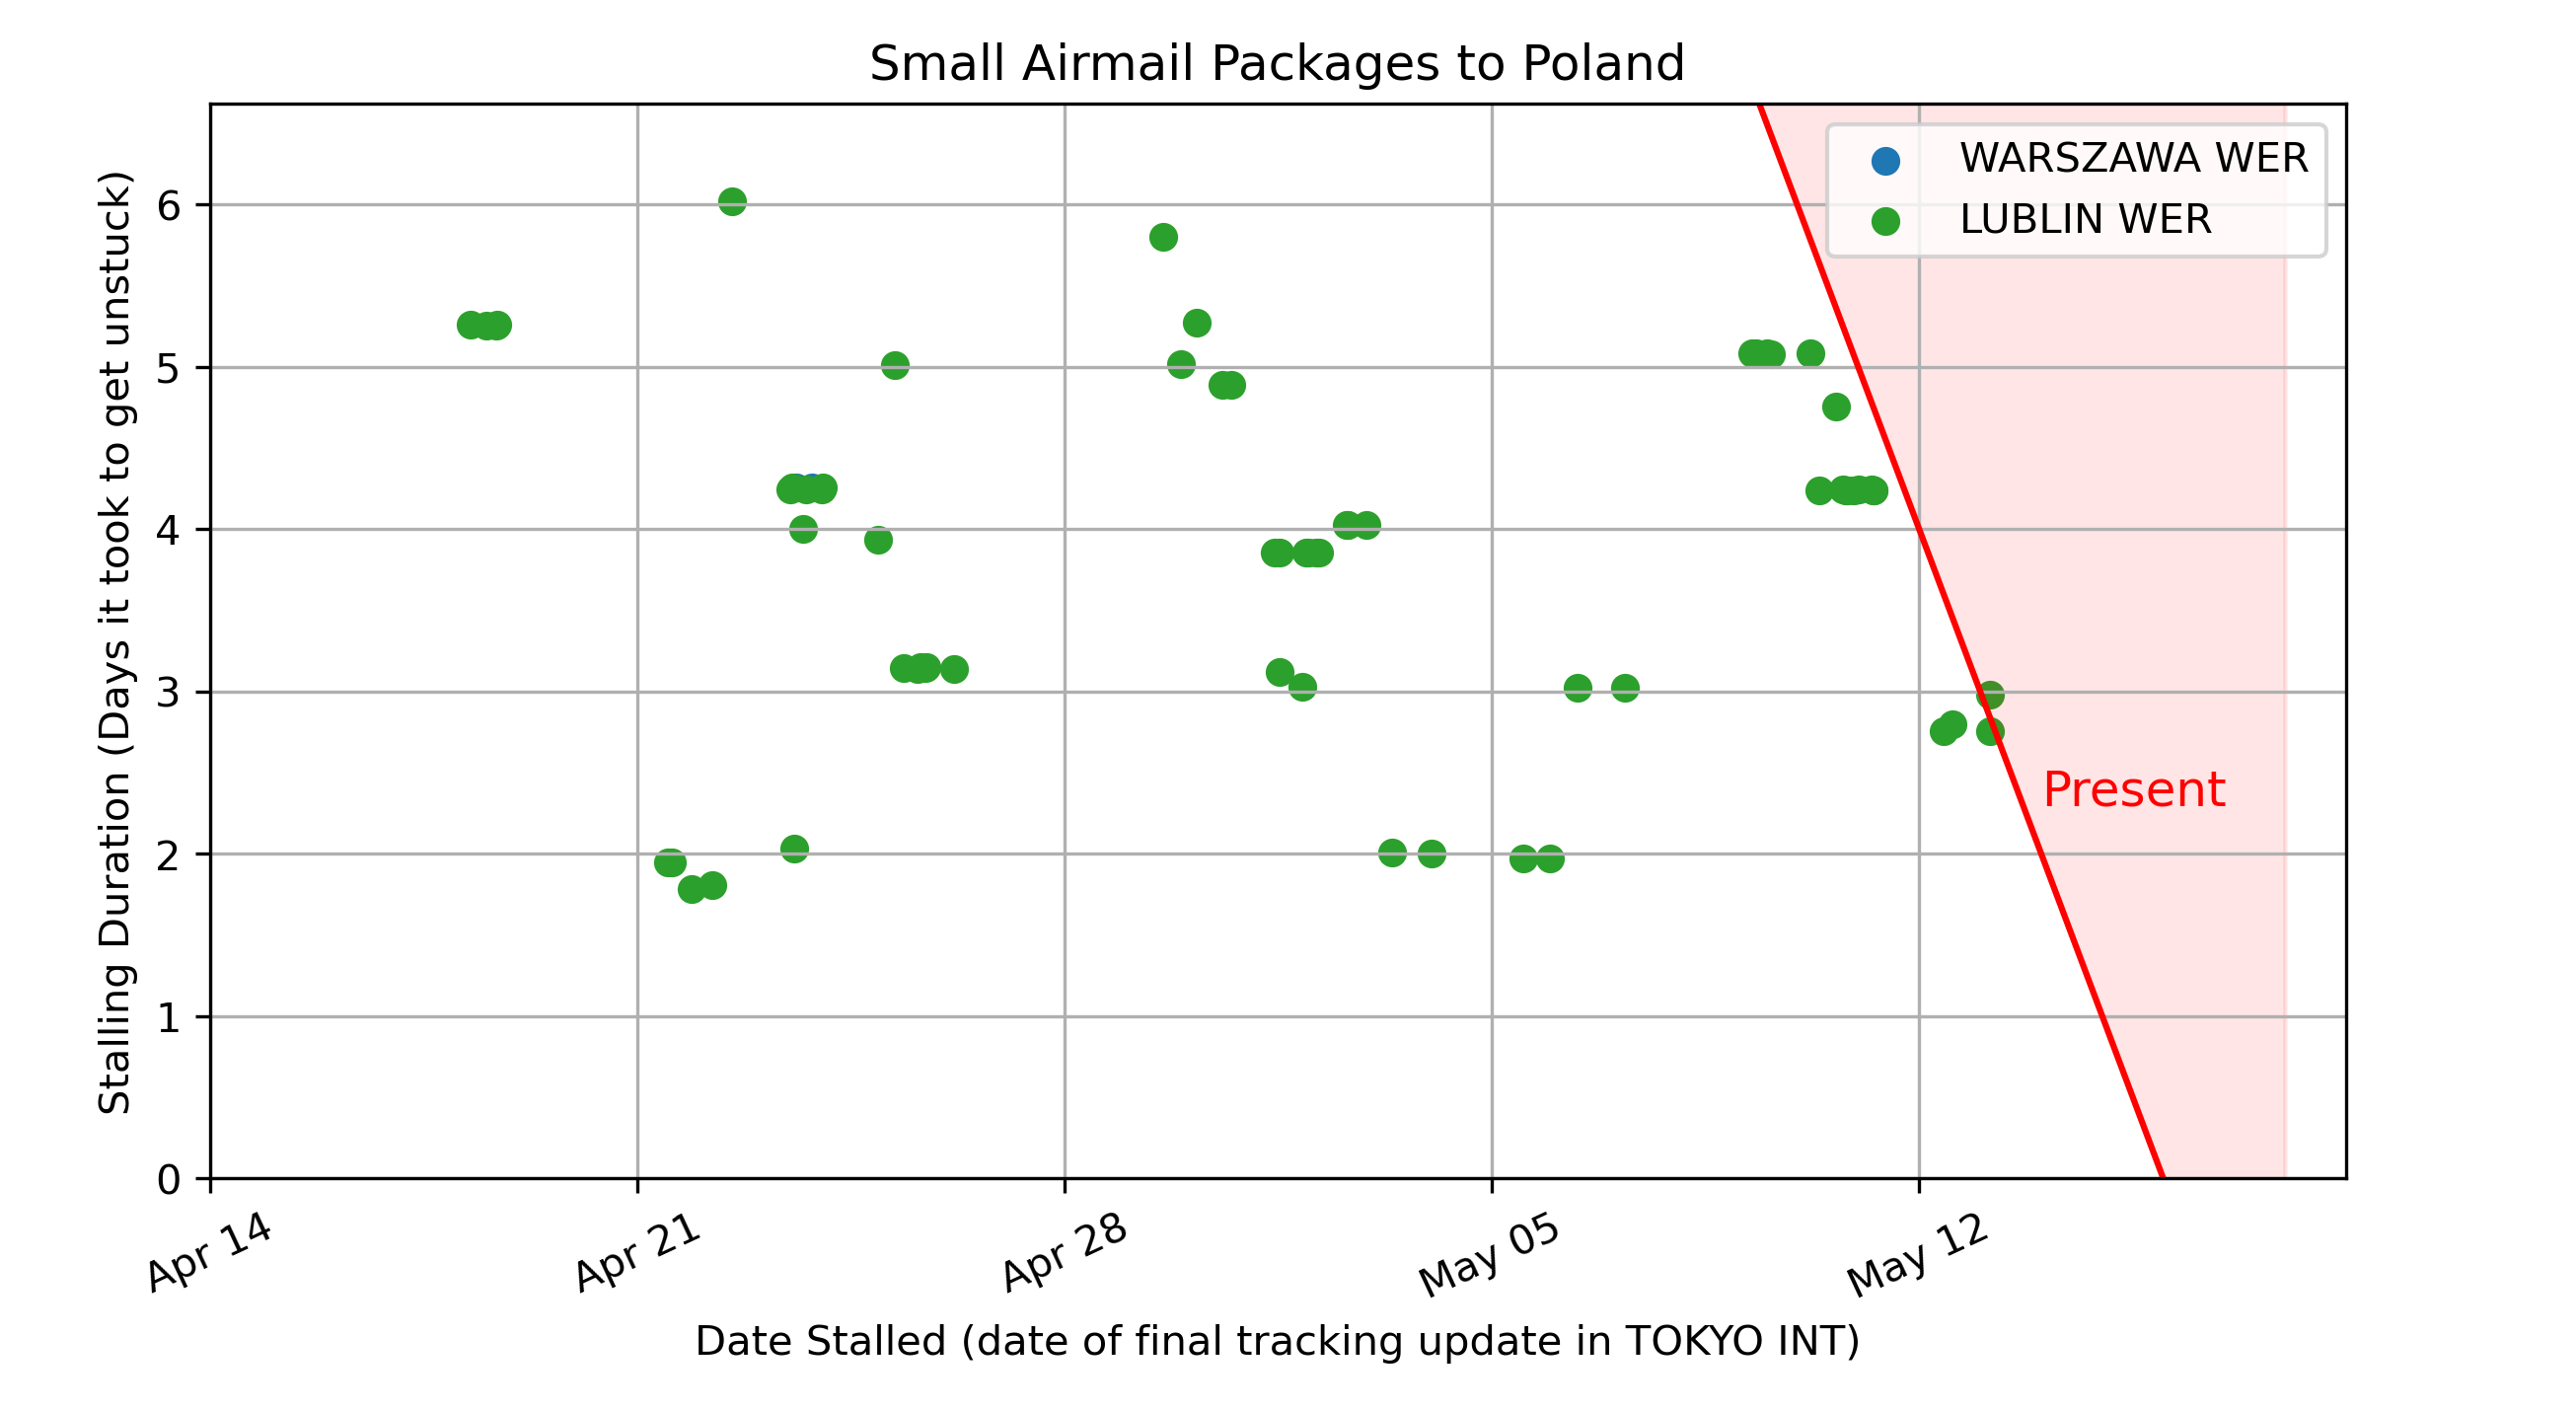 Small Airmail Packages to Poland
WARSZAWA WER
LUBLIN WER
Present
Stalling Duration (Days it took to get unstuck)
6
5
4
3
2
1
0
Apr 14
Apr 21
Apr 28
May 05
May 12
Date Stalled (date of final tracking update in TOKYO INT)